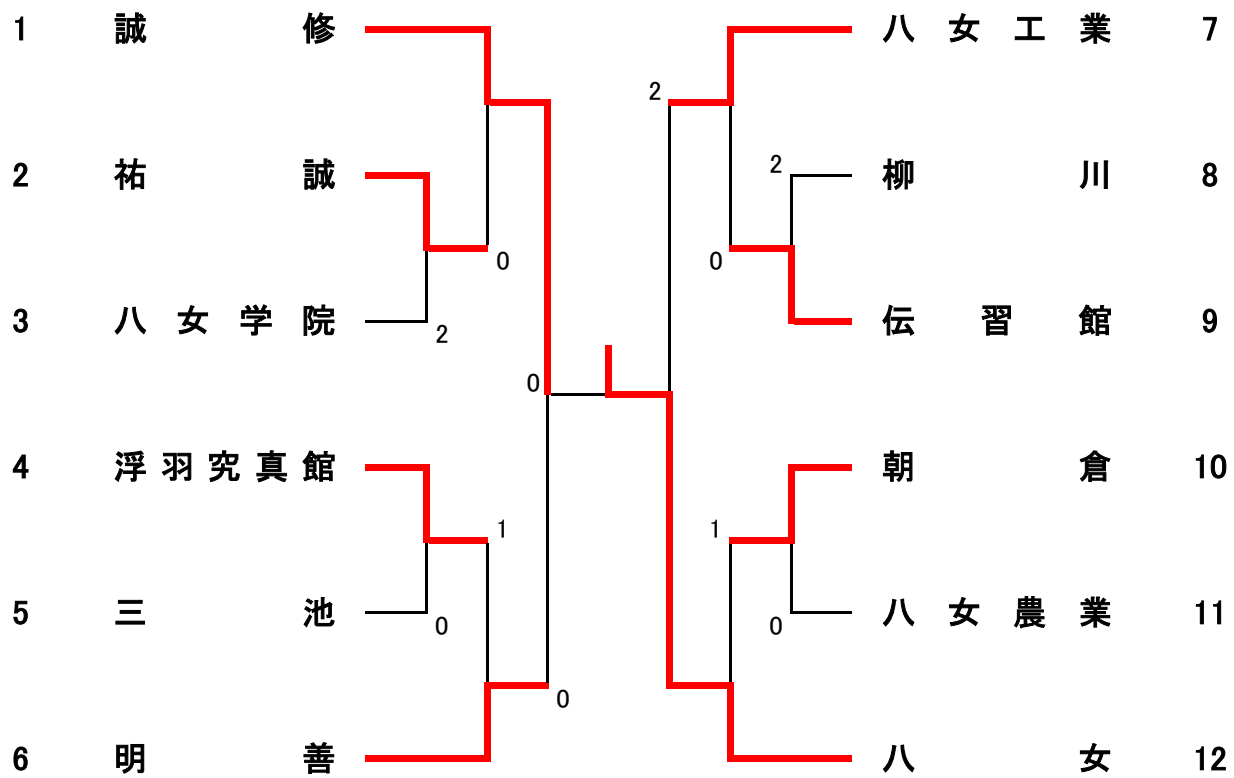 1 誠修
2 祐誠
3 八女学院
4 浮羽究真館
5 三池
6 明善
0
2
0
1
0
0
2
2
0
1
0
八女工業 7
柳川 8
伝習館 9
朝倉 10
八女農業 11
八女 12